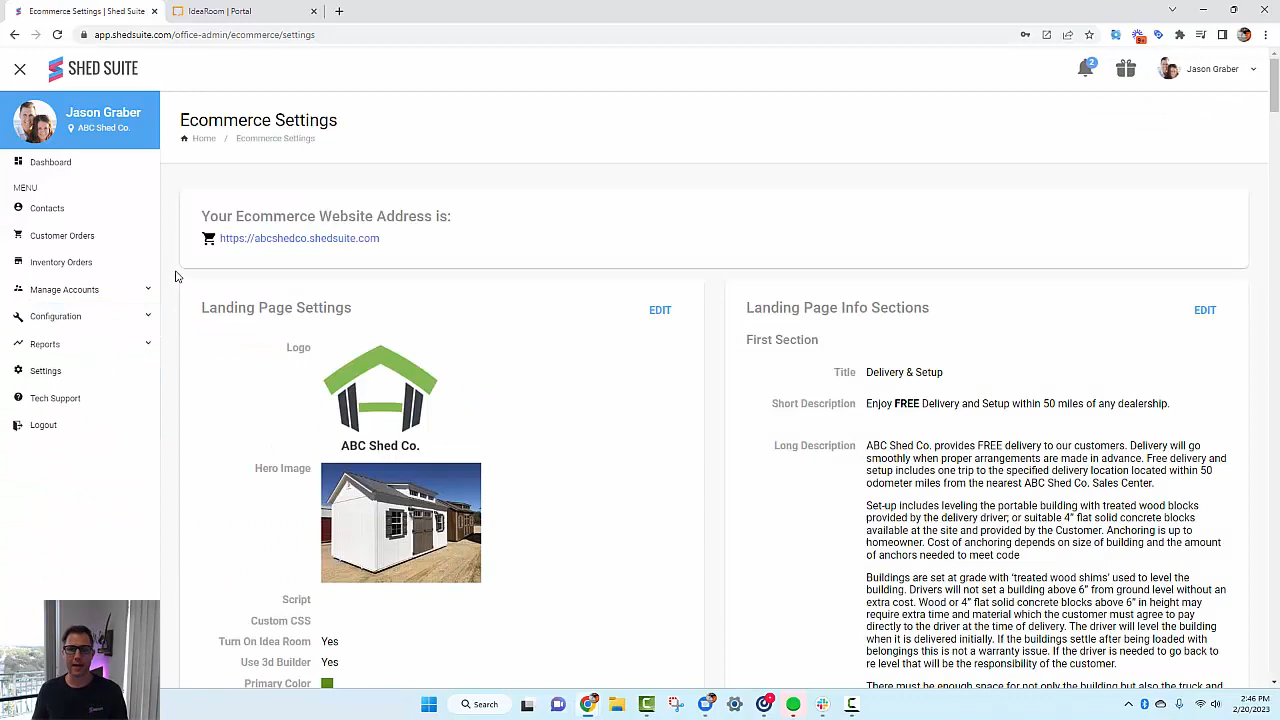 Ecommerce Settings | Shed Suite
IdeaRoom | Portal
app.shedsuite.com/office-admin/ecommerce/settings
SHED SUITE
2
Jason Graber
Jason Graber
ABC Shed Co.
Dashboard
MENU
Contacts
Customer Orders
Inventory Orders
Manage Accounts
Configuration
Reports
Settings
Tech Support
Logout
Ecommerce Settings
Home / Ecommerce Settings
Your Ecommerce Website Address is:
https://abcshedco.shedsuite.com
Landing Page Settings
EDIT
Logo
ABC Shed Co.
Hero Image
Script
Custom CSS
Turn On Idea Room Yes
Use 3d Builder Yes
Primary Color
Landing Page Info Sections
EDIT
First Section
Title Delivery & Setup
Short Description Enjoy FREE Delivery and Setup within 50 miles of any dealership.
Long Description ABC Shed Co. provides FREE delivery to our customers. Delivery will go
smoothly when proper arrangements are made in advance. Free delivery and
setup includes one trip to the specified delivery location located within 50
odometer miles from the nearest ABC Shed Co. Sales Center.
Set-up includes leveling the portable building with treated wood blocks
provided by the delivery driver; or suitable 4” flat solid concrete blocks
available at the site and provided by the Customer. Anchoring is up to
homeowner. Cost of anchoring depends on size of building and the amount
of anchors needed to meet code
Buildings are set at grade with ‘treated wood shims’ used to level the
building. Drivers will not set a building above 6” from ground level without an
extra cost. Wood or 4” flat solid concrete blocks above 6” in height may
require extra time and material which the customer must agree to pay
directly to the driver at the time of delivery. The driver will level the building
when it is delivered initially. If the buildings settle after being loaded with
belongings this is not a warranty issue. If the driver is needed to go back to
re level that will be the responsibility of the customer.
There must be enough space for not only the building but also the truck and
Search
2:46 PM
2/20/2023